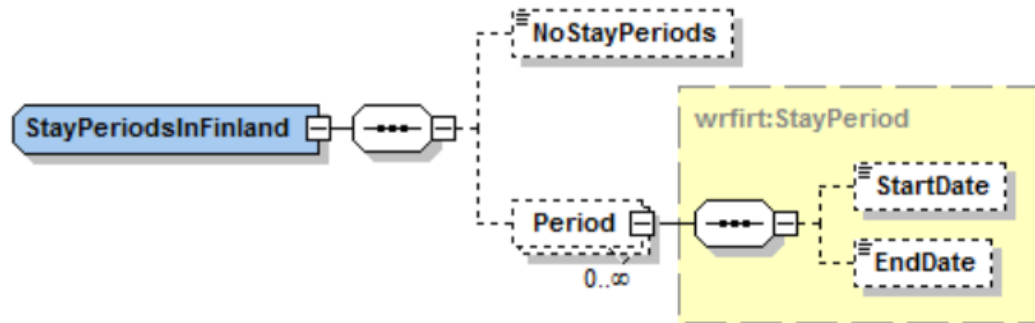 NoStayPeriods
StayPeriodsInFinland
wrfirt:StayPeriod
StartDate
Period
EndDate
0..∞